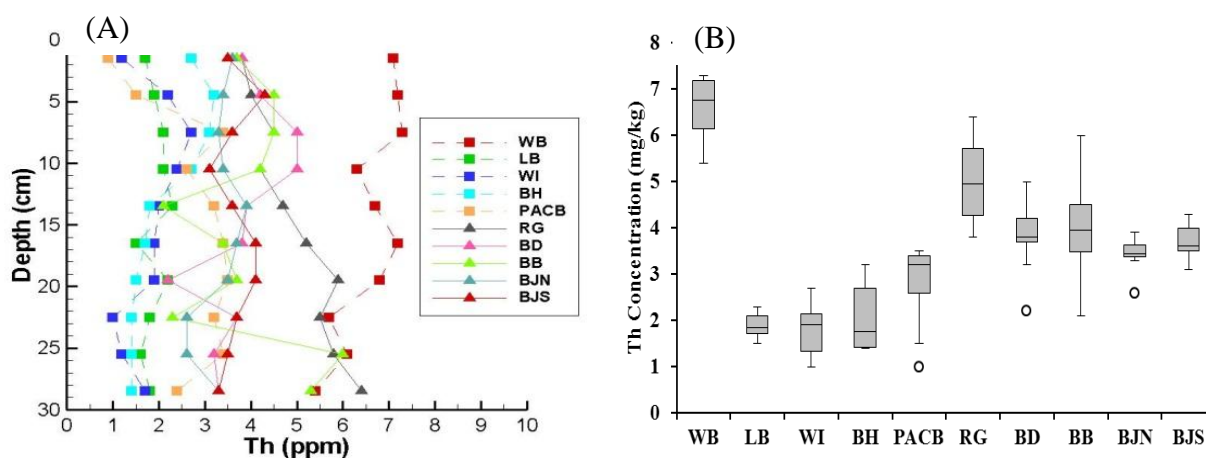 (A)
0
5
10
15
20
25
30
Depth (cm)
0 1 2 3 4 5 6 7 8 9 10
Th (ppm)
WB
LB
WI
BH
PACB
RG
BD
BB
BJN
BJS
(B)
8
7
6
5
4
3
2
1
0
Th Concentration (mg/kg)
WB LB WI BH PACB RG BD BB BJN BJS